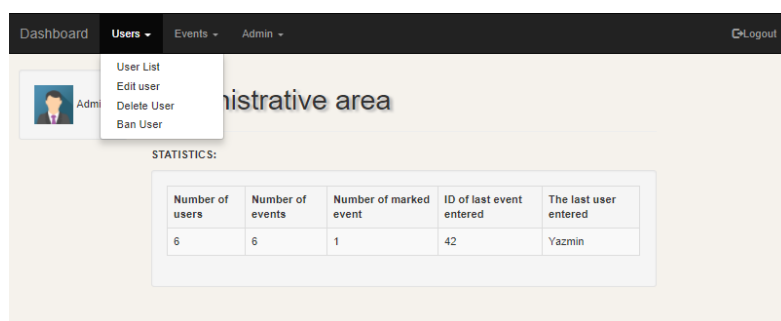 Dashboard Users Events Admin Logout
User List
Edit user
Delete User
Ban User
Admi
nistrative area
STATISTICS:
Number of users Number of events Number of marked event ID of last event entered The last user entered
6 6 1 42 Yazmin